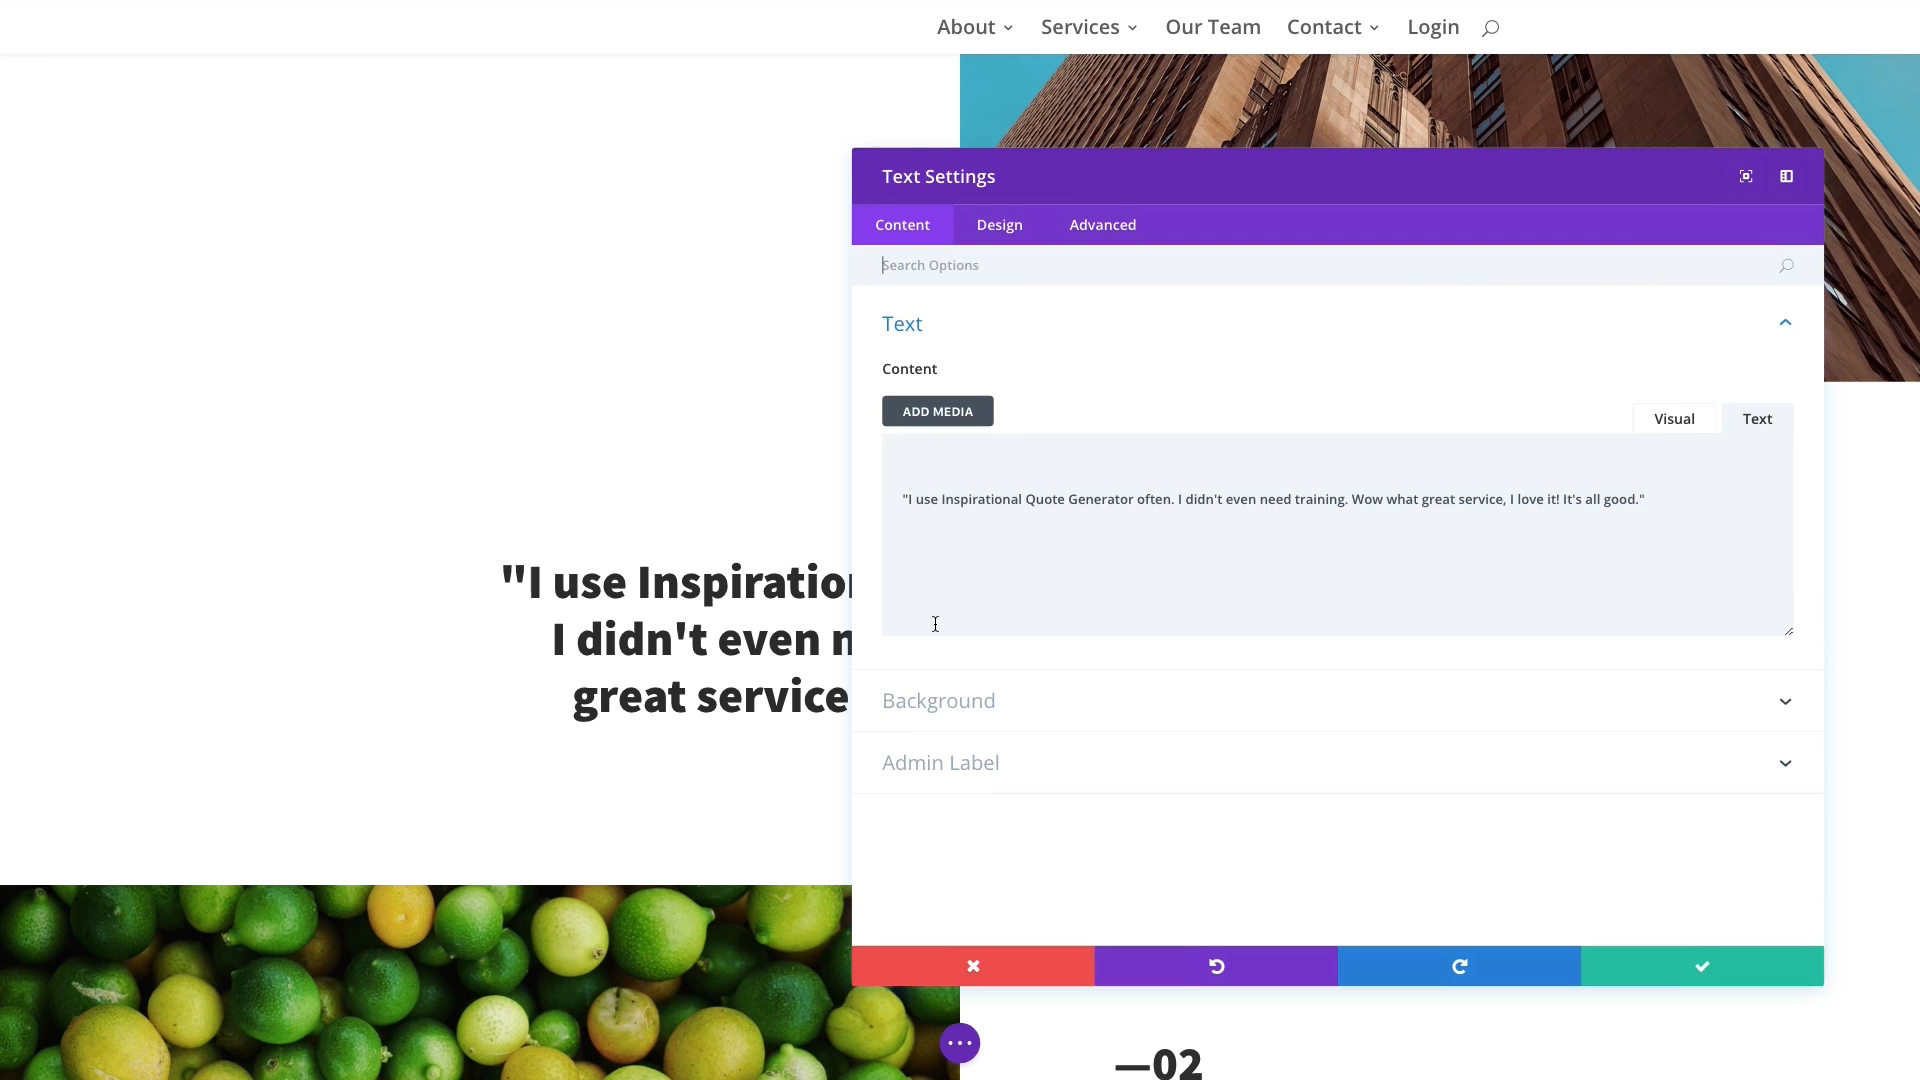 About
Services
Our Team
Contact
Login
Text Settings
Content
Design
Advanced
Search Options
Text
Content
ADD MEDIA
Visual
Text
"I use Inspirational Quote Generator often. I didn't even need training. Wow what great service, I love it! It's all good."
"I use Inspiration
I didn't even n
great service
Background
Admin Label
—02